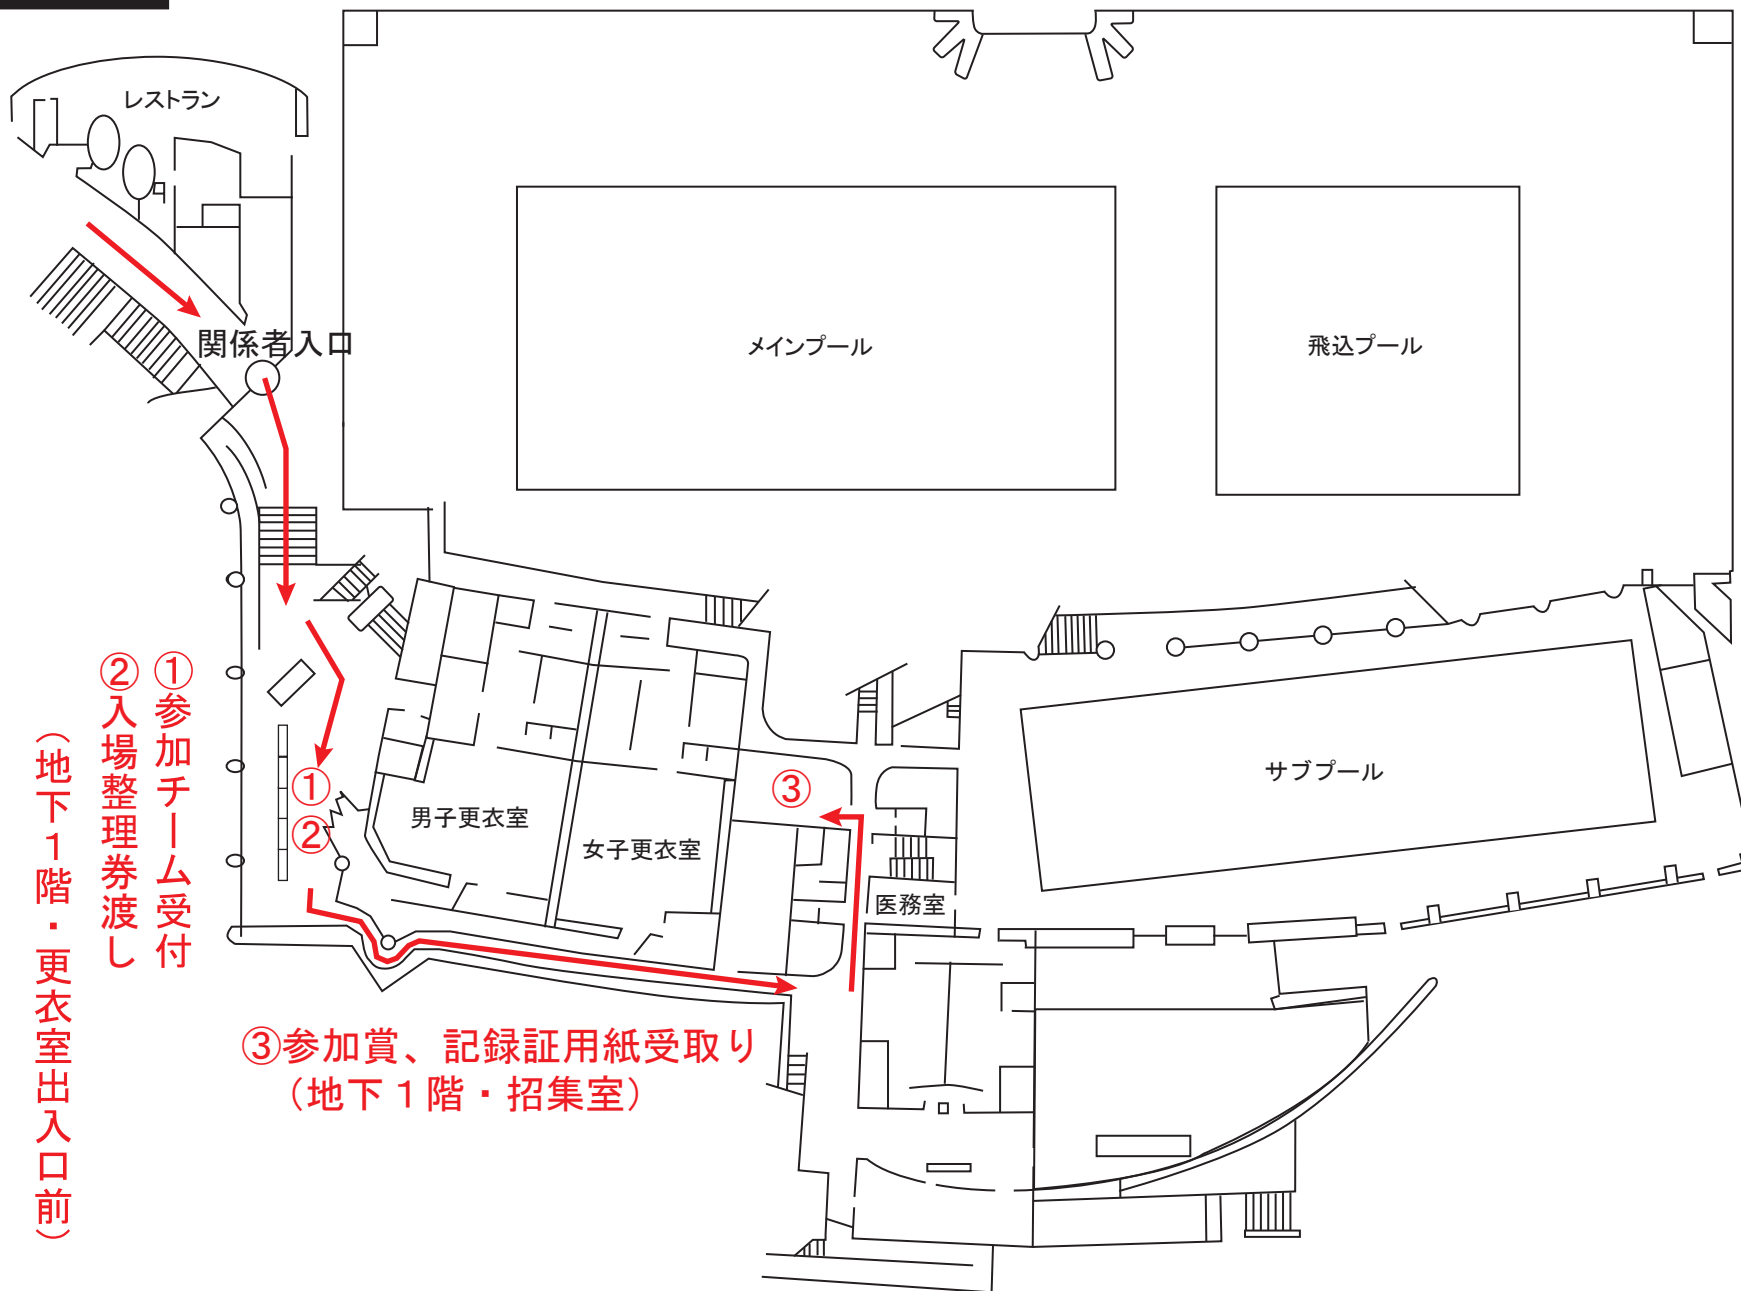 レストラン
関係者入口
メインプール
飛込プール
サブプール
男子更衣室
女子更衣室
医務室
①
②
③
①参加チーム受付
②入場整理券渡し
（地下１階・更衣室出入口前）
③参加賞、記録証用紙受取り
（地下１階・招集室）